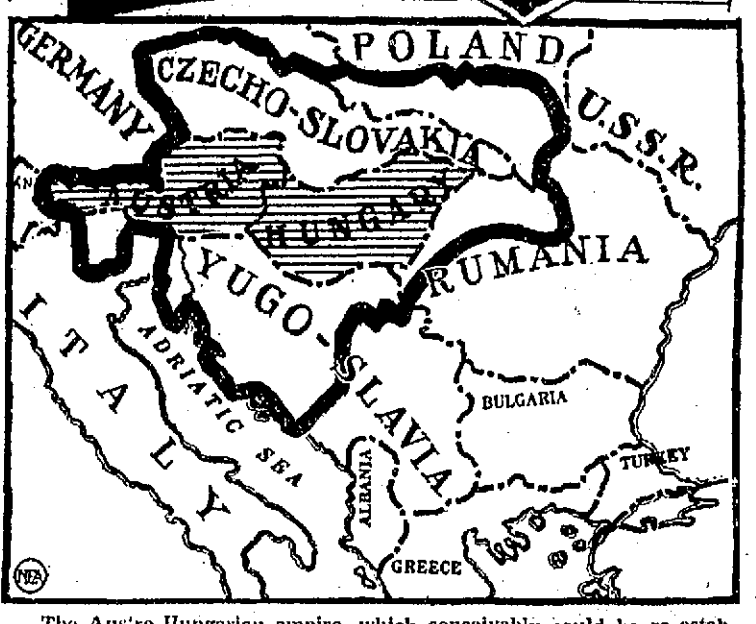 GERMANY
POLAND
CZECHO-SLOVAKIA
U.S.S.R.
AUSTRIA
HUNGARY
RUMANIA
YUGO-SLAVIA
ITALY
ADRIATIC SEA
BULGARIA
ALBANIA
TURKEY
GREECE
NEA
The Austro-Hungarian empire, which conceivably could be re-estab-